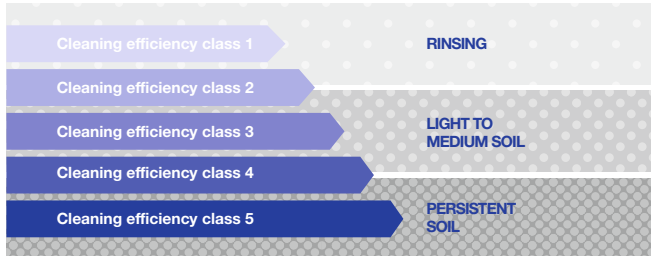 Cleaning efficiency class 1
RINSING
Cleaning efficiency class 2
Cleaning efficiency class 3
LIGHT TO
MEDIUM SOIL
Cleaning efficiency class 4
Cleaning efficiency class 5
PERSISTENT
SOIL